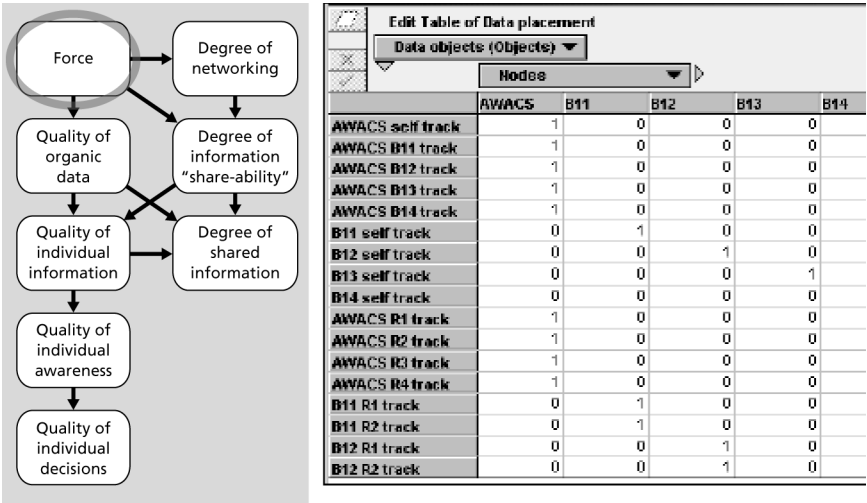 Force
Degree of
networking
Quality of
organic
data
Degree of
information
“share-ability”
Quality of
individual
information
Degree of
shared
information
Quality of
individual
awareness
Quality of
individual
decisions
Edit Table of Data placement
Data objects (Objects)
Nodes
AWACS B11 B12 B13 B14
AWACS self track 1 0 0 0
AWACS B11 track 1 0 0 0
AWACS B12 track 1 0 0 0
AWACS B13 track 1 0 0 0
AWACS B14 track 1 0 0 0
B11 self track 0 1 0 0
B12 self track 0 0 1 0
B13 self track 0 0 0 1
B14 self track 0 0 0 0
AWACS R1 track 1 0 0 0
AWACS R2 track 1 0 0 0
AWACS R3 track 1 0 0 0
AWACS R4 track 1 0 0 0
B11 R1 track 0 1 0 0
B11 R2 track 0 1 0 0
B12 R1 track 0 0 1 0
B12 R2 track 0 0 1 0